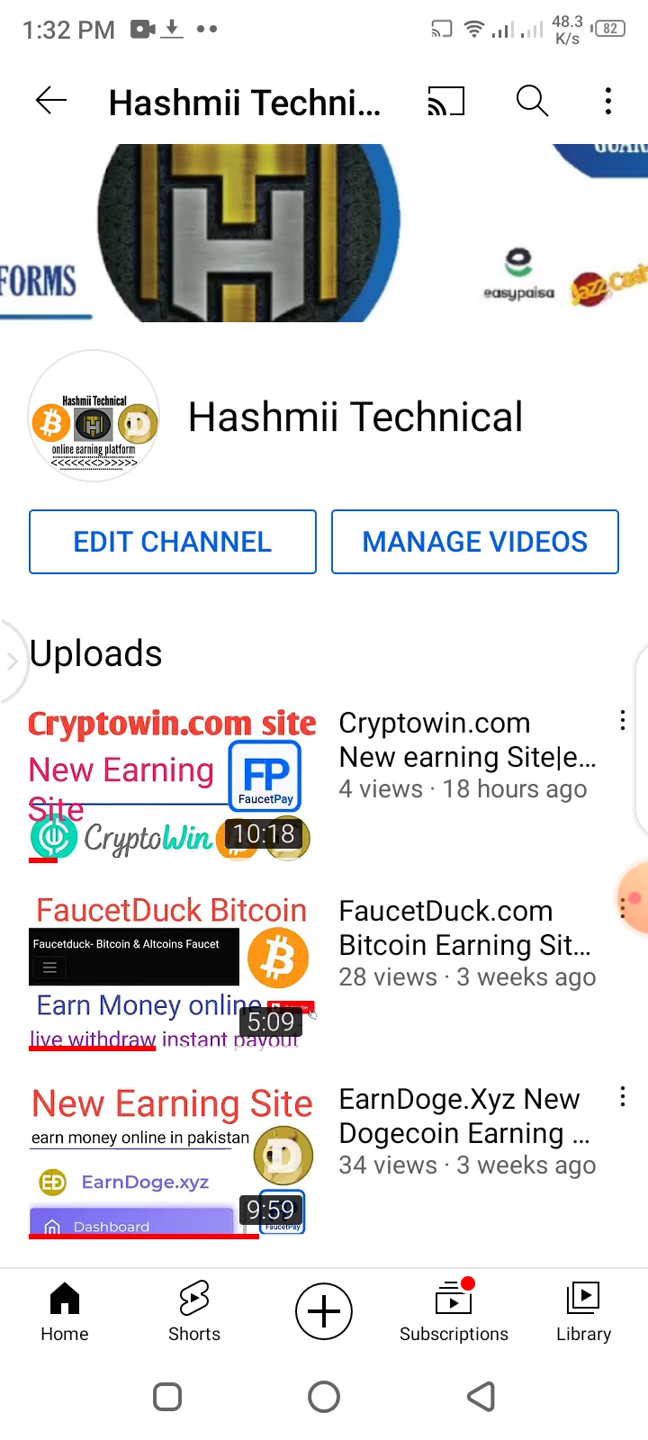 1:32 PM
48.3
K/s
82
Hashmii Techni...
FORMS
easypaisa
Hashmii Technical
online earning platform
<<<<<<<>>>>>>
Hashmii Technical
EDIT CHANNEL
MANAGE VIDEOS
Uploads
Cryptowin.com site
New Earning
Site
FP
FaucetPay
CryptoWin
10:18
Cryptowin.com
New earning Site|e...
4 views · 18 hours ago
FaucetDuck Bitcoin
Faucetduck- Bitcoin & Altcoins Faucet
Earn Money online
live withdraw instant payout
5:09
FaucetDuck.com
Bitcoin Earning Sit...
28 views · 3 weeks ago
New Earning Site
earn money online in pakistan
ED EarnDoge.xyz
Dashboard
9:59
FaucetPay
EarnDoge.Xyz New
Dogecoin Earning ...
34 views · 3 weeks ago
Home
Shorts
Subscriptions
Library